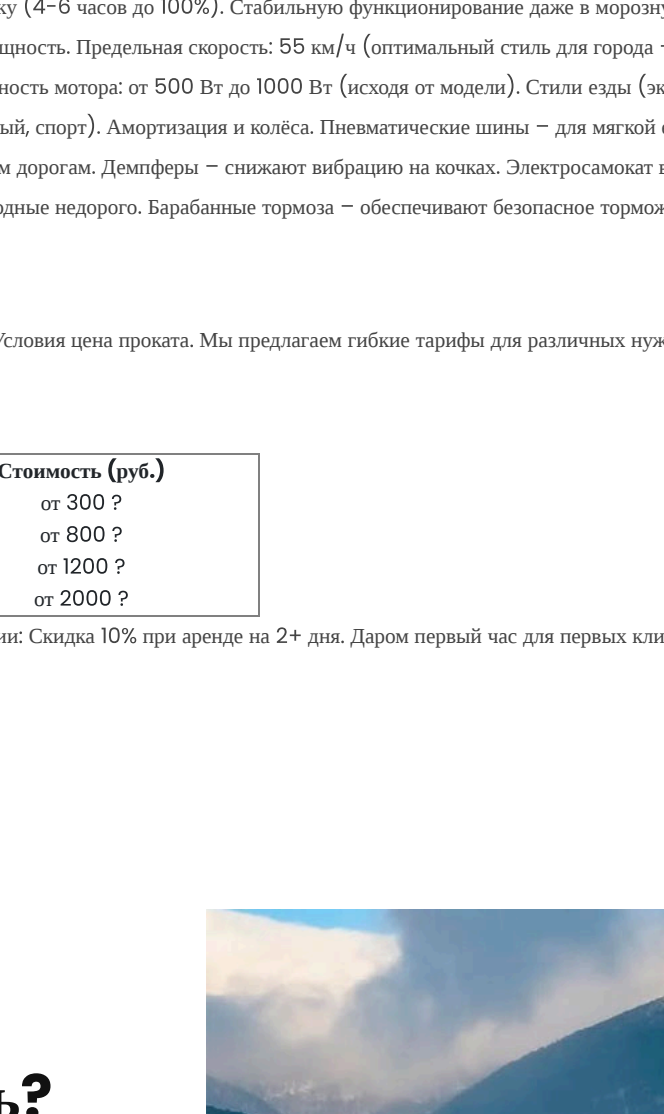 ку (4-6 часов до 100%). Стабильную функционирование даже в морозну
щность. Предельная скорость: 55 км/ч (оптимальный стиль для города -
ность мотора: от 500 Вт до 1000 Вт (исходя от модели). Стили езды (эк
ый, спорт). Амортизация и колёса. Пневматические шины – для мягкой
м дорогам. Демпферы – снижают вибрацию на кочках. Электросамокат в
одные недорого. Барабанные тормоза – обеспечивают безопасное тормож
Условия цена проката. Мы предлагаем гибкие тарифы для различных нуж
Стоимость (руб.)
от 300 ?
от 800 ?
от 1200 ?
от 2000 ?
ии: Скидка 10% при аренде на 2+ дня. Даром первый час для первых кли
ь?